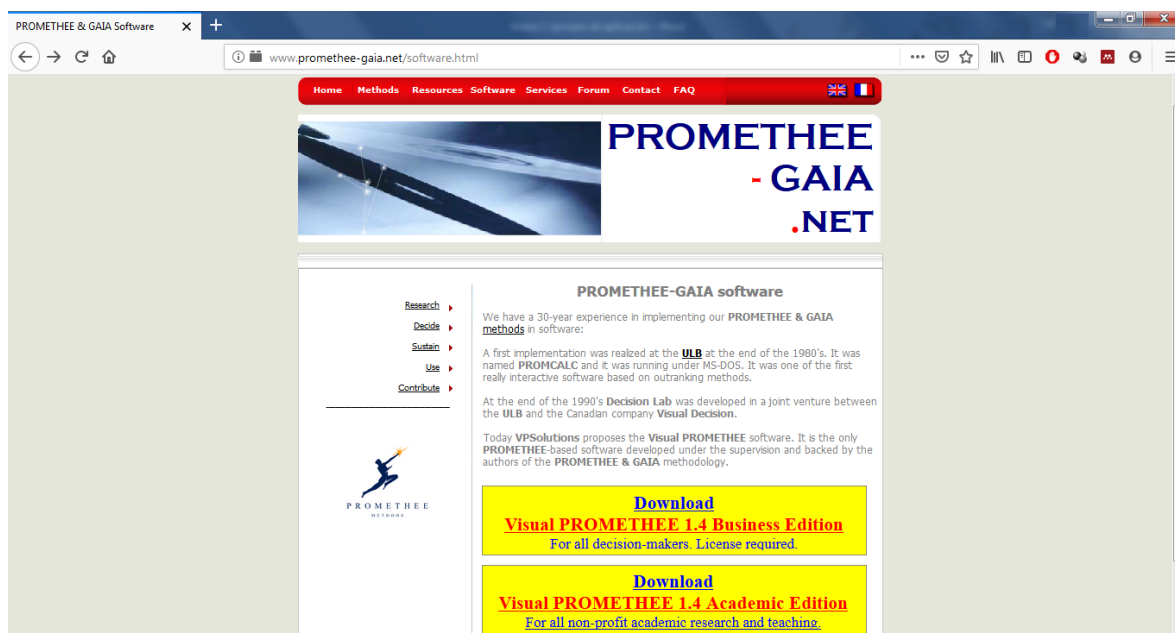 PROMETHEE & GAIA Software
www.promethee-gaia.net/software.html
Home Methods Resources Software Services Forum Contact FAQ
PROMETHEE
- GAIA
.NET
Research
Decide
Sustain
Use
Contribute
PROMETHEE
METHODS
PROMETHEE-GAIA software
We have a 30-year experience in implementing our PROMETHEE & GAIA
methods in software:
A first implementation was realized at the ULB at the end of the 1980's. It was
named PROMCALC and it was running under MS-DOS. It was one of the first
really interactive software based on outranking methods.
At the end of the 1990's Decision Lab was developed in a joint venture between
the ULB and the Canadian company Visual Decision.
Today VPSolutions proposes the Visual PROMETHEE software. It is the only
PROMETHEE-based software developed under the supervision and backed by the
authors of the PROMETHEE & GAIA methodology.
Download
Visual PROMETHEE 1.4 Business Edition
For all decision-makers. License required.
Download
Visual PROMETHEE 1.4 Academic Edition
For all non-profit academic research and teaching.